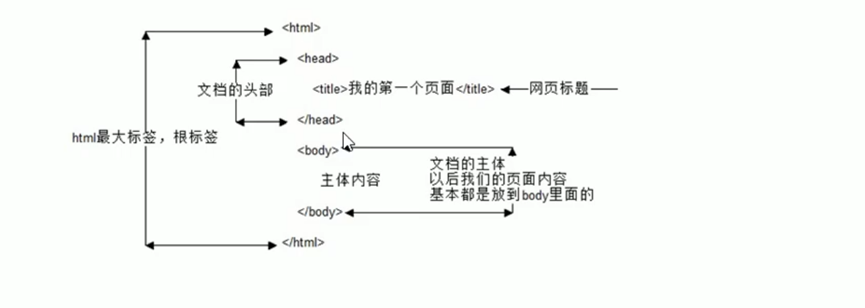 <html>
<head>
文档的头部
<title>我的第一个页面</title>
网页标题
</head>
html最大标签，根标签
<body>
文档的主体
主体内容
以后我们的页面内容
基本都是放到body里面的
</body>
</html>